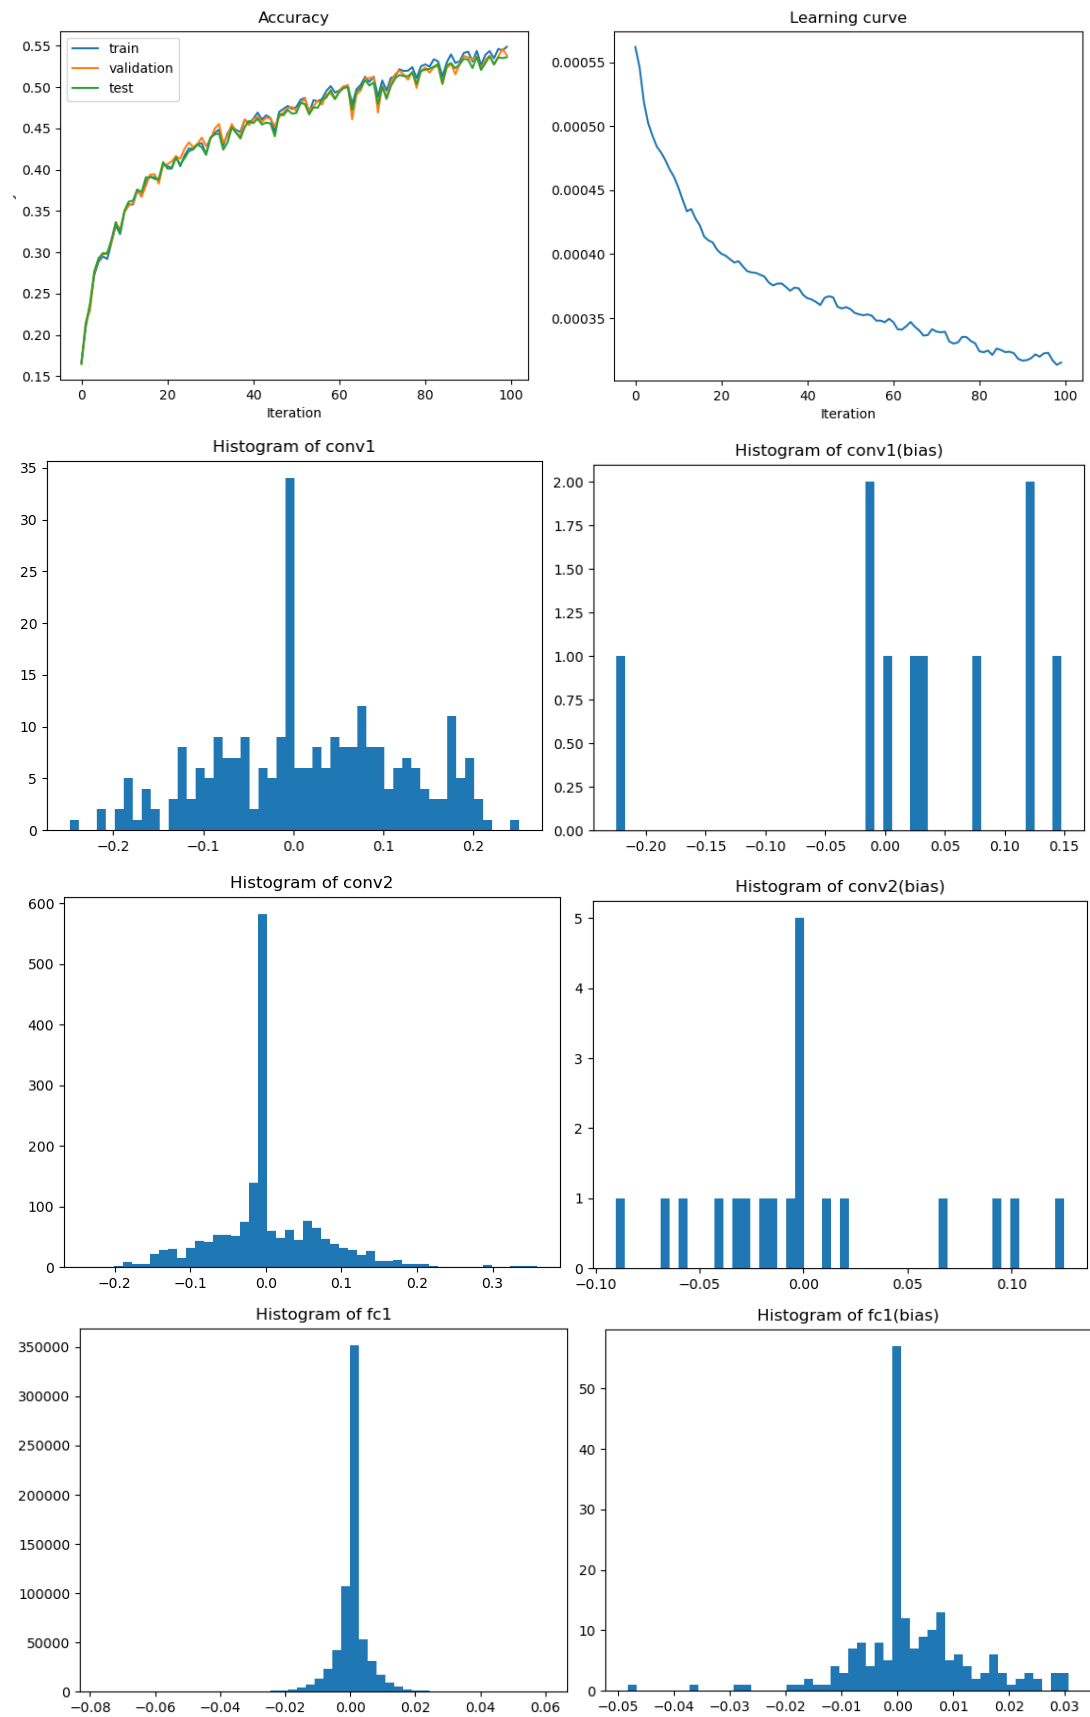 Accuracy
0.55
0.50
0.45
0.40
0.35
0.30
0.25
0.20
0.15
train
validation
test
0 20 40 60 80 100
Iteration
Learning curve
0.00055
0.00050
0.00045
0.00040
0.00035
0 20 40 60 80 100
Iteration
Histogram of conv1
35
30
25
20
15
10
5
0
−0.2 −0.1 0.0 0.1 0.2
Histogram of conv1(bias)
2.00
1.75
1.50
1.25
1.00
0.75
0.50
0.25
0.00
−0.20 −0.15 −0.10 −0.05 0.00 0.05 0.10 0.15
Histogram of conv2
600
500
400
300
200
100
0
−0.2 −0.1 0.0 0.1 0.2 0.3
Histogram of conv2(bias)
5
4
3
2
1
0
−0.10 −0.05 0.00 0.05 0.10
Histogram of fc1
350000
300000
250000
200000
150000
100000
50000
0
−0.08 −0.06 −0.04 −0.02 0.00 0.02 0.04 0.06
Histogram of fc1(bias)
50
40
30
20
10
0
−0.05 −0.04 −0.03 −0.02 −0.01 0.00 0.01 0.02 0.03